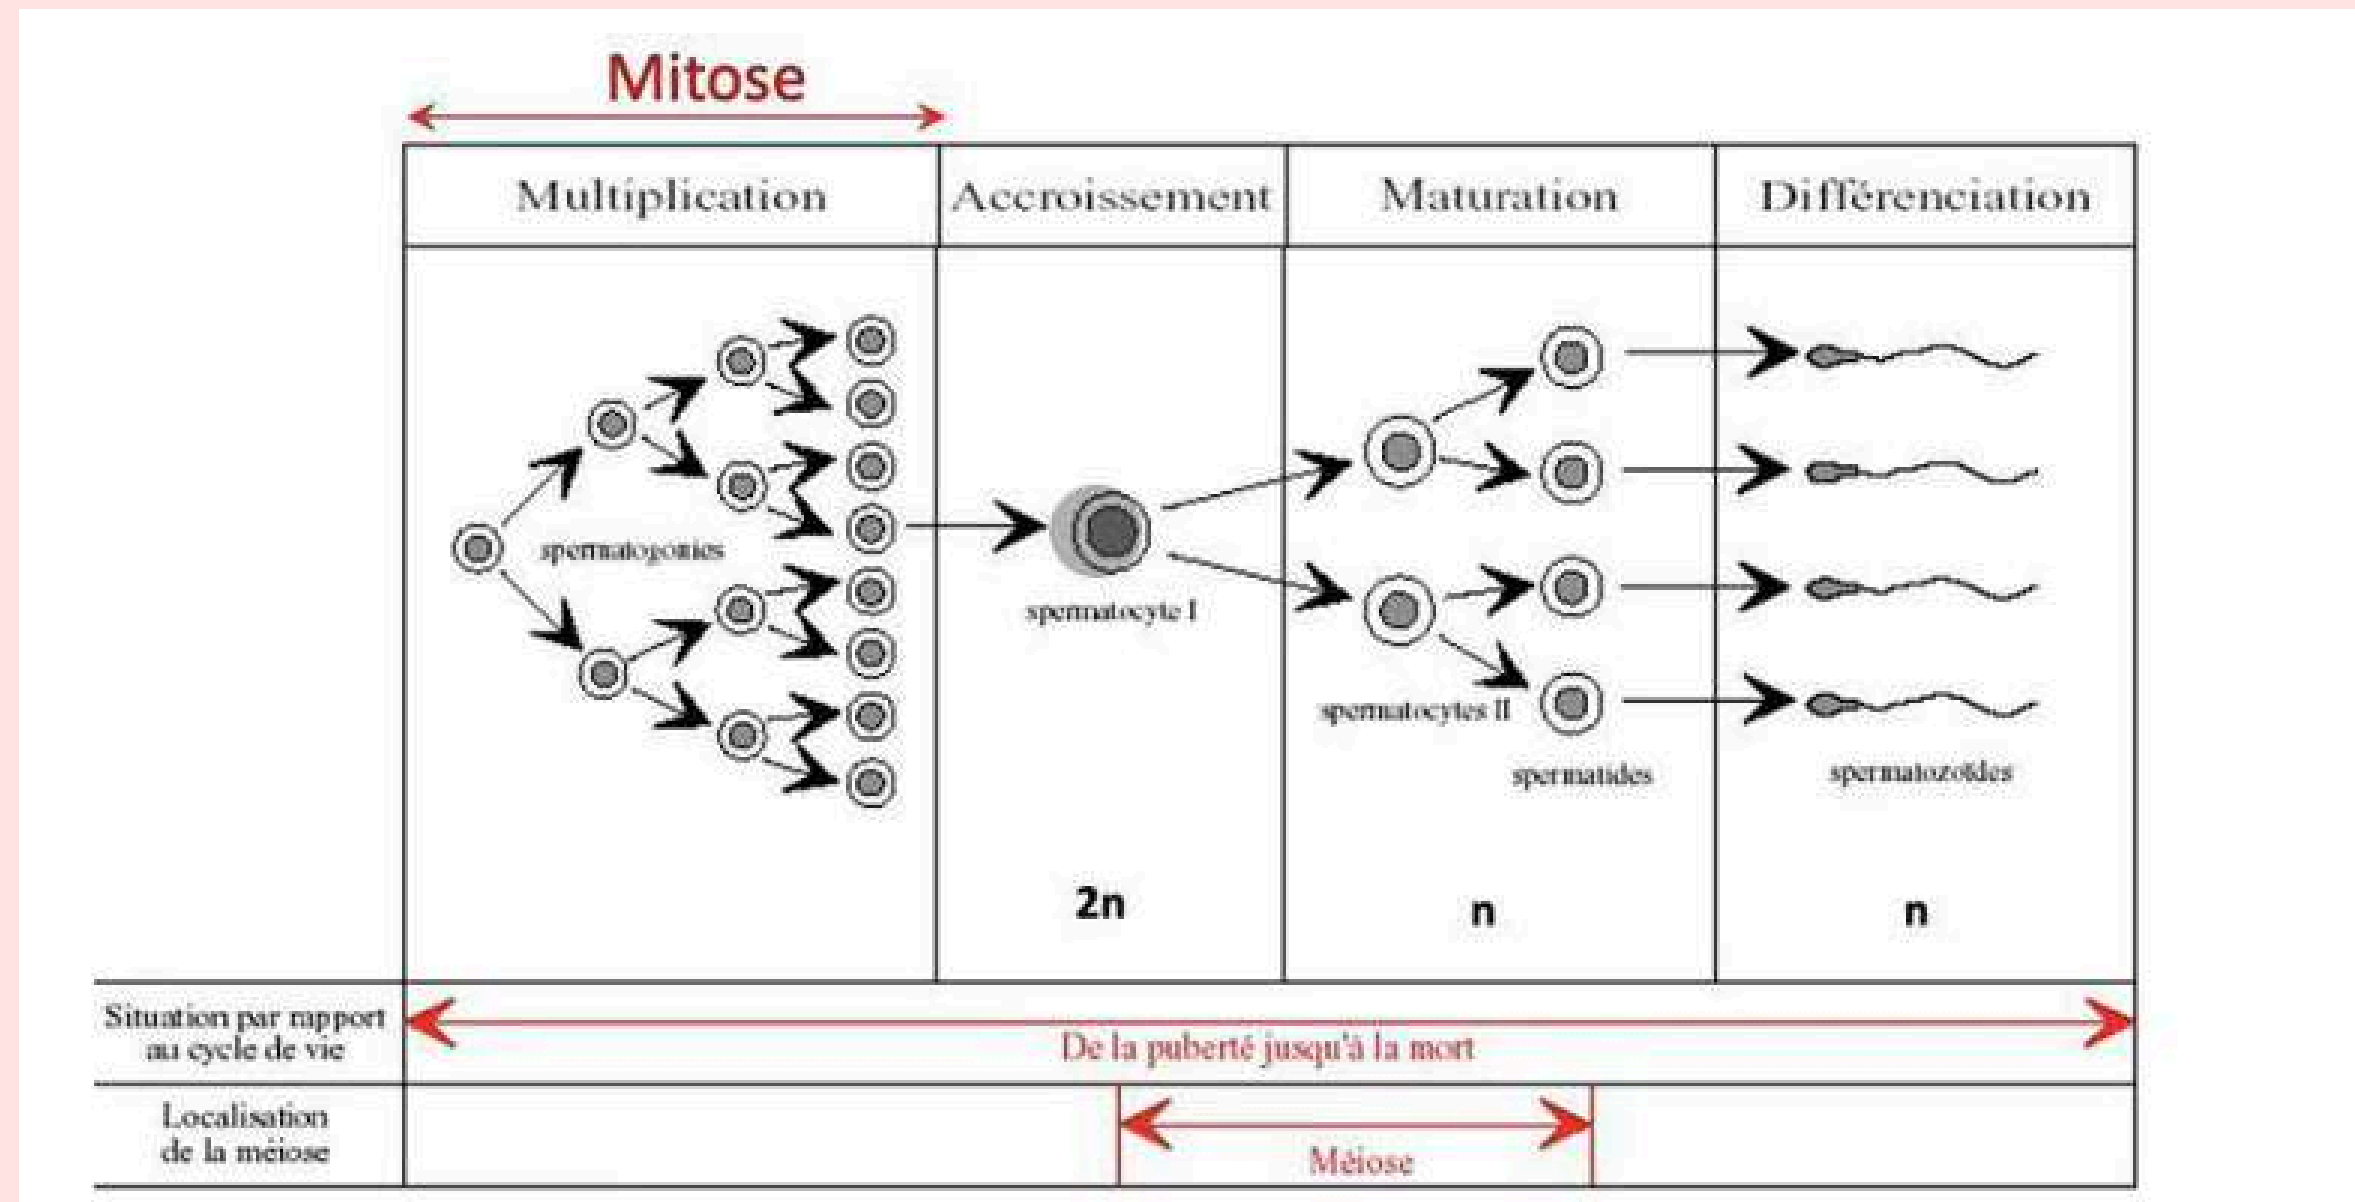 Mitose
Multiplication
Accroissement
Maturation
Différenciation
spermatogonies
spermatocyte I
spermatocytes II
spermatides
spermatozoïdes
2n
n
n
Situation par rapport
au cycle de vie
De la puberté jusqu'à la mort
Localisation
de la méiose
Méiose